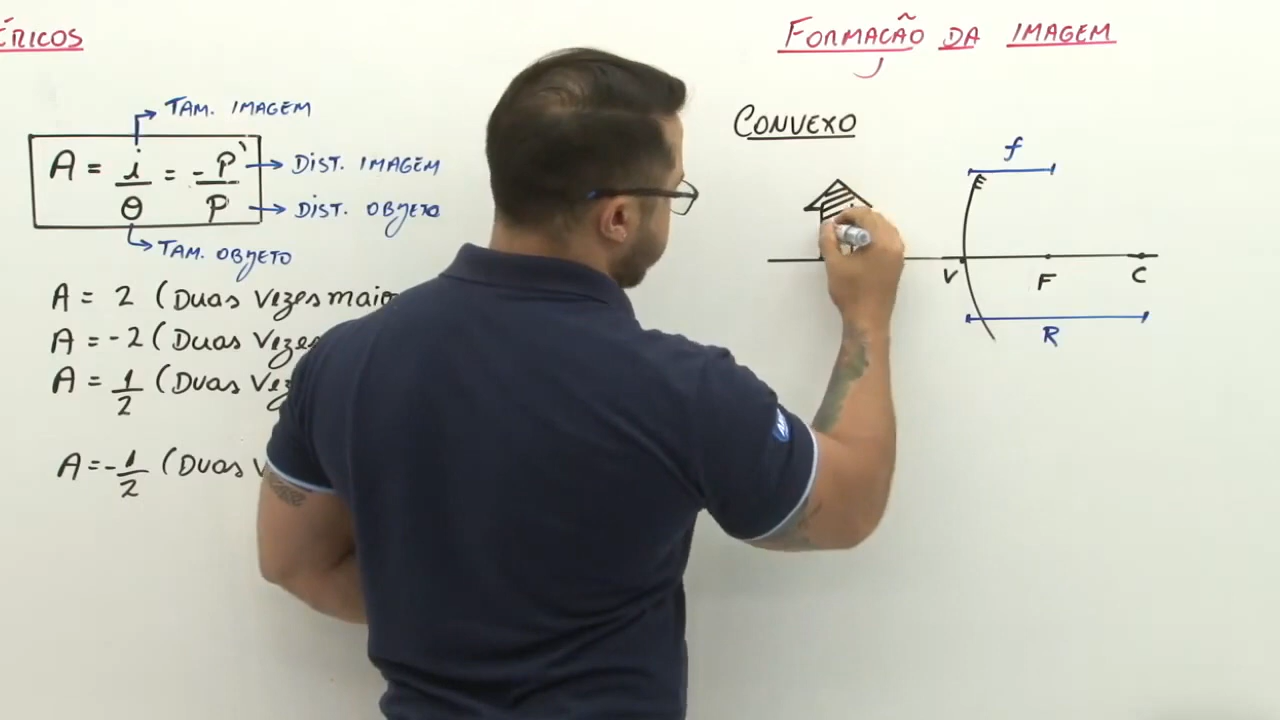 ÉRICOS
FORMAÇÃO DA IMAGEM
TAM. IMAGEM
A = i/θ = -P'/P
DIST. IMAGEM
DIST. OBJETO
TAM. OBJETO
A = 2 (DUAS VEZES MAIO
A = -2 (DUAS VEZES
A = 1/2 (DUAS VEZ
A = -1/2 (DUAS V
CONVEXO
f
E
V F C
R